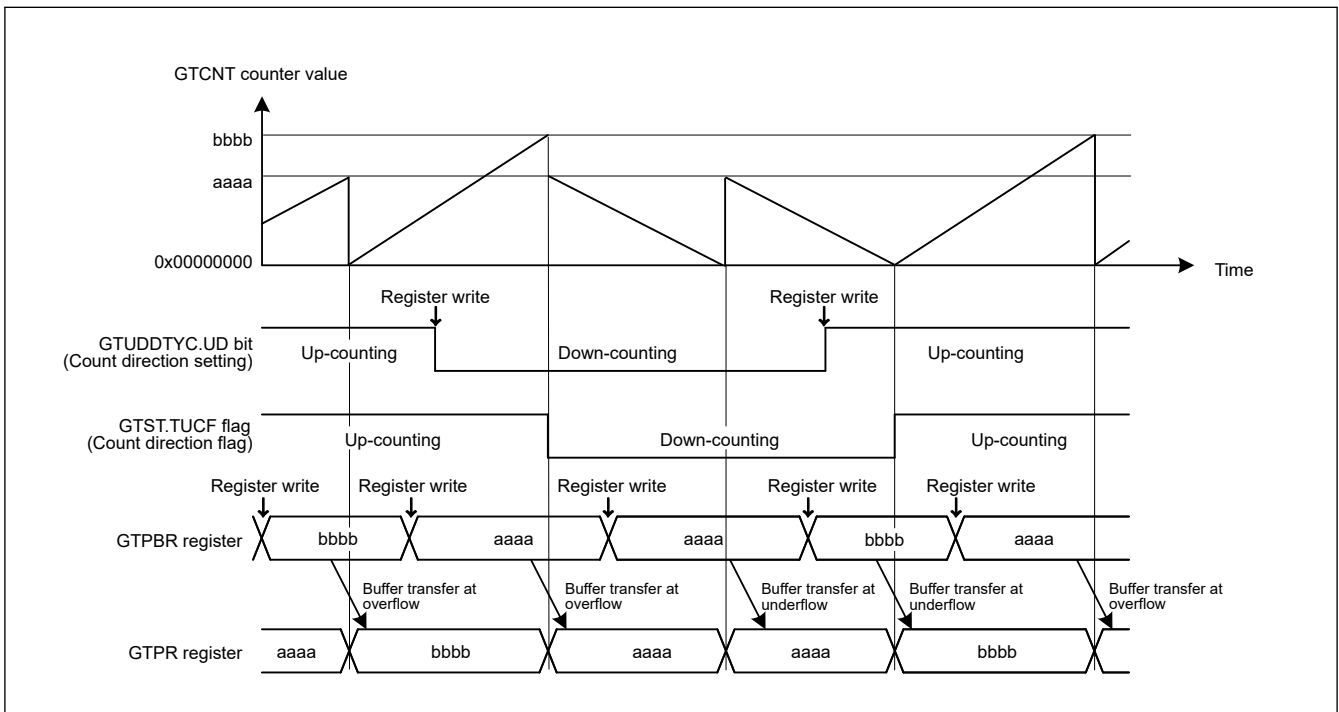 GTCNT counter value
bbbb
aaaa
0x00000000
Time
Register write
Register write
GTUDDTYC.UD bit
(Count direction setting)
Up-counting
Down-counting
Up-counting
GTST.TUCF flag
(Count direction flag)
Up-counting
Down-counting
Up-counting
Register write
Register write
Register write
Register write
Register write
GTPBR register
bbbb
aaaa
aaaa
bbbb
aaaa
Buffer transfer at
overflow
Buffer transfer at
overflow
Buffer transfer at
underflow
Buffer transfer at
underflow
Buffer transfer at
overflow
GTPR register
aaaa
bbbb
aaaa
aaaa
bbbb